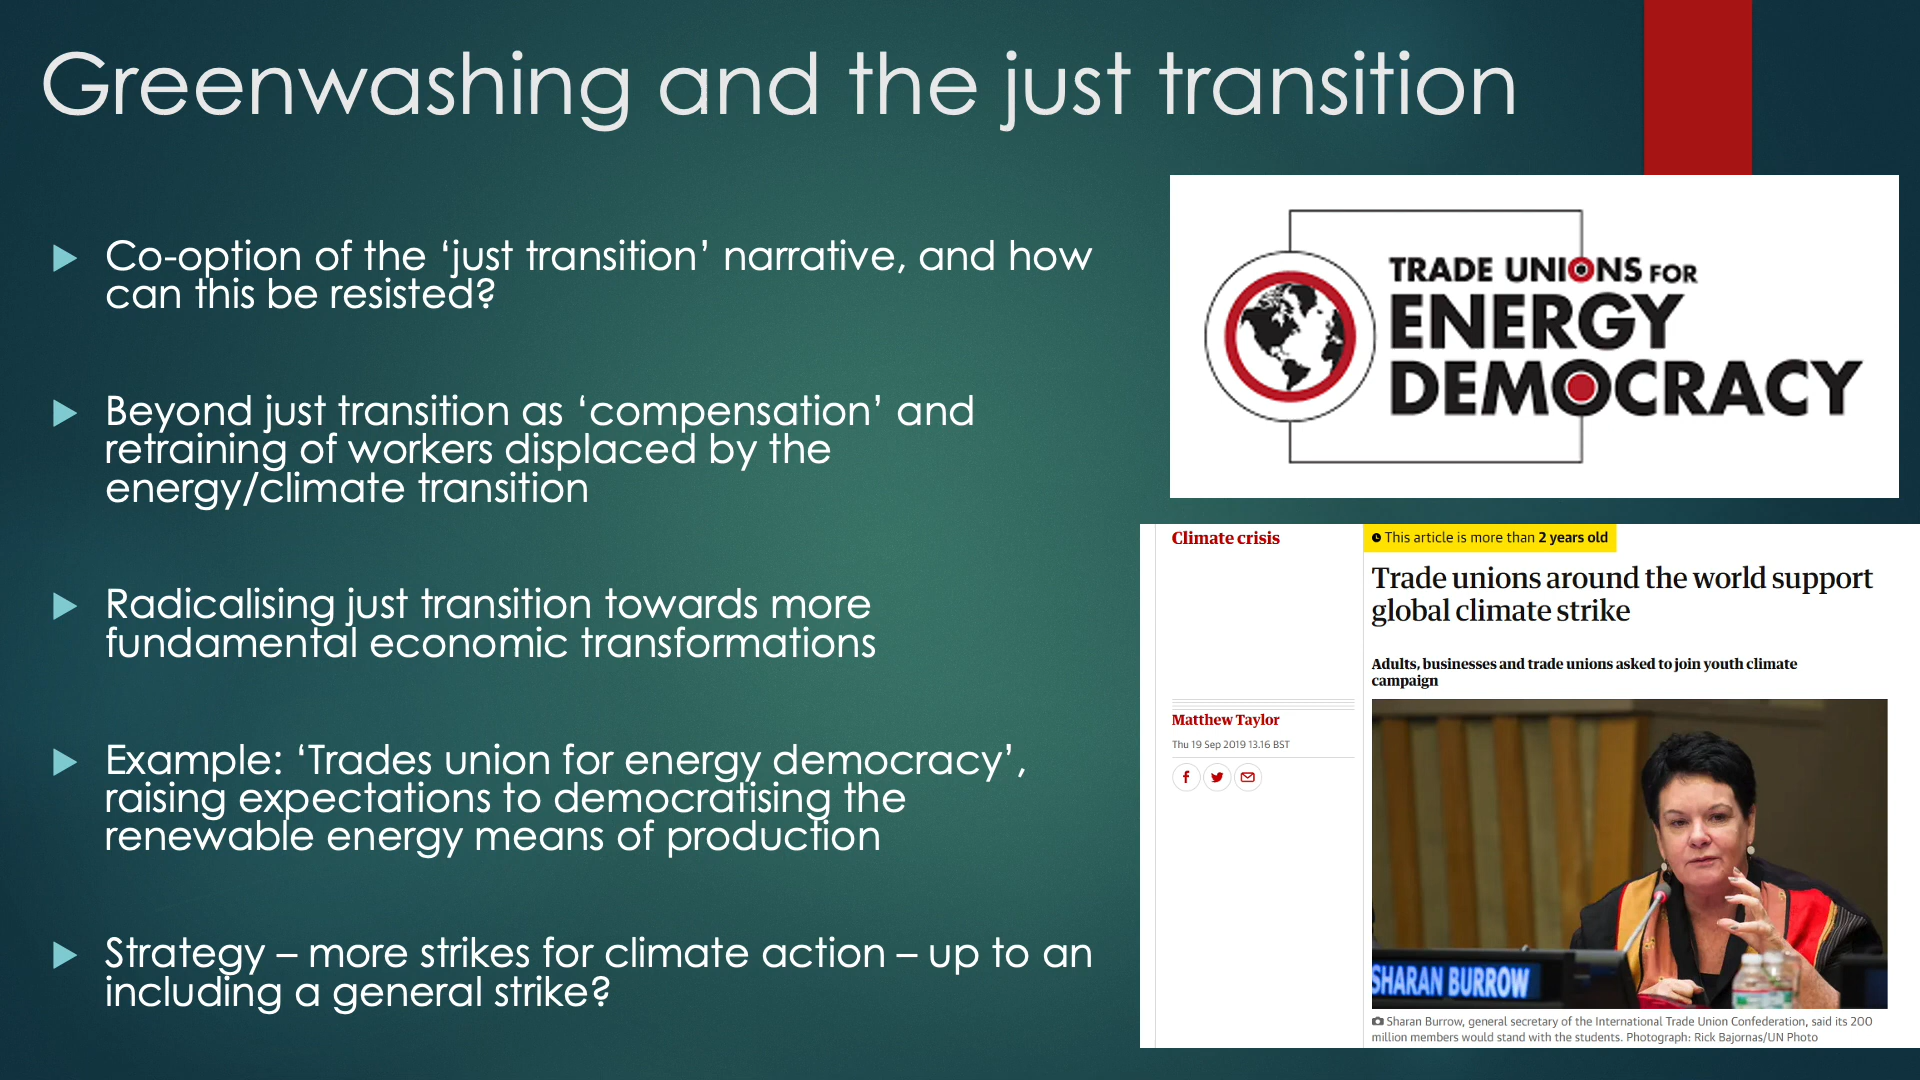 Greenwashing and the just transition
Co-option of the ‘just transition’ narrative, and how
can this be resisted?
Beyond just transition as ‘compensation’ and
retraining of workers displaced by the
energy/climate transition
Radicalising just transition towards more
fundamental economic transformations
Example: ‘Trades union for energy democracy’,
raising expectations to democratising the
renewable energy means of production
Strategy – more strikes for climate action – up to an
including a general strike?
TRADE UNIONS FOR
ENERGY
DEMOCRACY
Climate crisis
This article is more than 2 years old
Trade unions around the world support
global climate strike
Adults, businesses and trade unions asked to join youth climate
campaign
Matthew Taylor
Thu 19 Sep 2019 13.16 BST
SHARAN BURROW
Sharan Burrow, general secretary of the International Trade Union Confederation, said its 200
million members would stand with the students. Photograph: Rick Bajornas/UN Photo